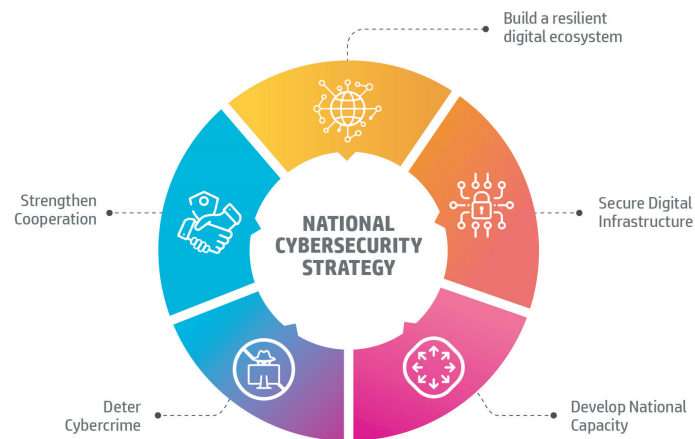 Build a resilient
digital ecosystem
Strengthen
Cooperation
NATIONAL
CYBERSECURITY
STRATEGY
Secure Digital
Infrastructure
Deter
Cybercrime
Develop National
Capacity